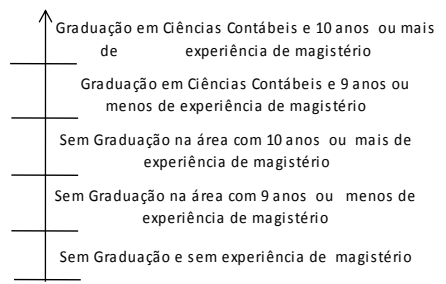 Graduação em Ciências Contábeis e 10 anos ou mais
de experiência de magistério
Graduação em Ciências Contábeis e 9 anos ou
menos de experiência de magistério
Sem Graduação na área com 10 anos ou mais de
experiência de magistério
Sem Graduação na área com 9 anos ou menos de
experiência de magistério
Sem Graduação e sem experiência de magistério